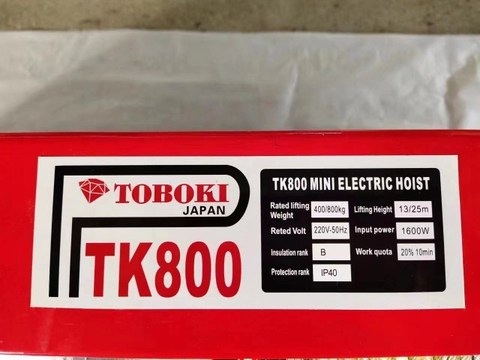 TOBOKI
JAPAN
TK800
TK800 MINI ELECTRIC HOIST
Rated lifting Weight 400/800kg Lifting Height 13/25m
Reted Volt 220V-50Hz Input power 1600W
Insulation rank B Work quota 20% 10min
Protection rank IP40